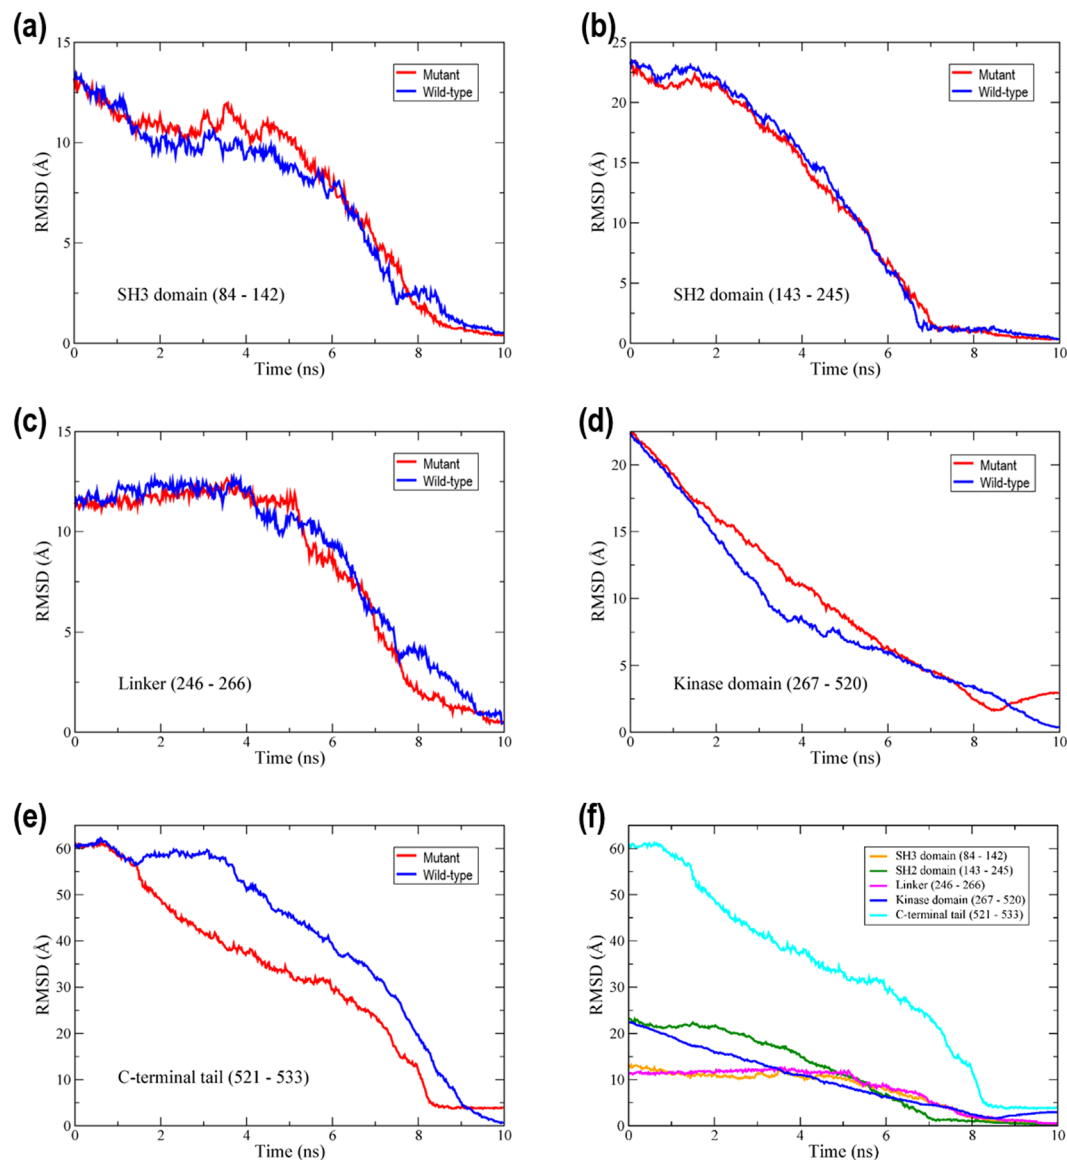 (a)
15
10
5
0
RMSD (Å)
Mutant
Wild-type
SH3 domain (84 - 142)
0 2 4 6 8 10
Time (ns)
(b)
25
20
15
10
5
0
RMSD (Å)
Mutant
Wild-type
SH2 domain (143 - 245)
0 2 4 6 8 10
Time (ns)
(c)
15
10
5
0
RMSD (Å)
Mutant
Wild-type
Linker (246 - 266)
0 2 4 6 8 10
Time (ns)
(d)
20
15
10
5
0
RMSD (Å)
Mutant
Wild-type
Kinase domain (267 - 520)
0 2 4 6 8 10
Time (ns)
(e)
60
50
40
30
20
10
0
RMSD (Å)
Mutant
Wild-type
C-terminal tail (521 - 533)
0 2 4 6 8 10
Time (ns)
(f)
60
50
40
30
20
10
0
RMSD (Å)
SH3 domain (84 - 142)
SH2 domain (143 - 245)
Linker (246 - 266)
Kinase domain (267 - 520)
C-terminal tail (521 - 533)
0 2 4 6 8 10
Time (ns)